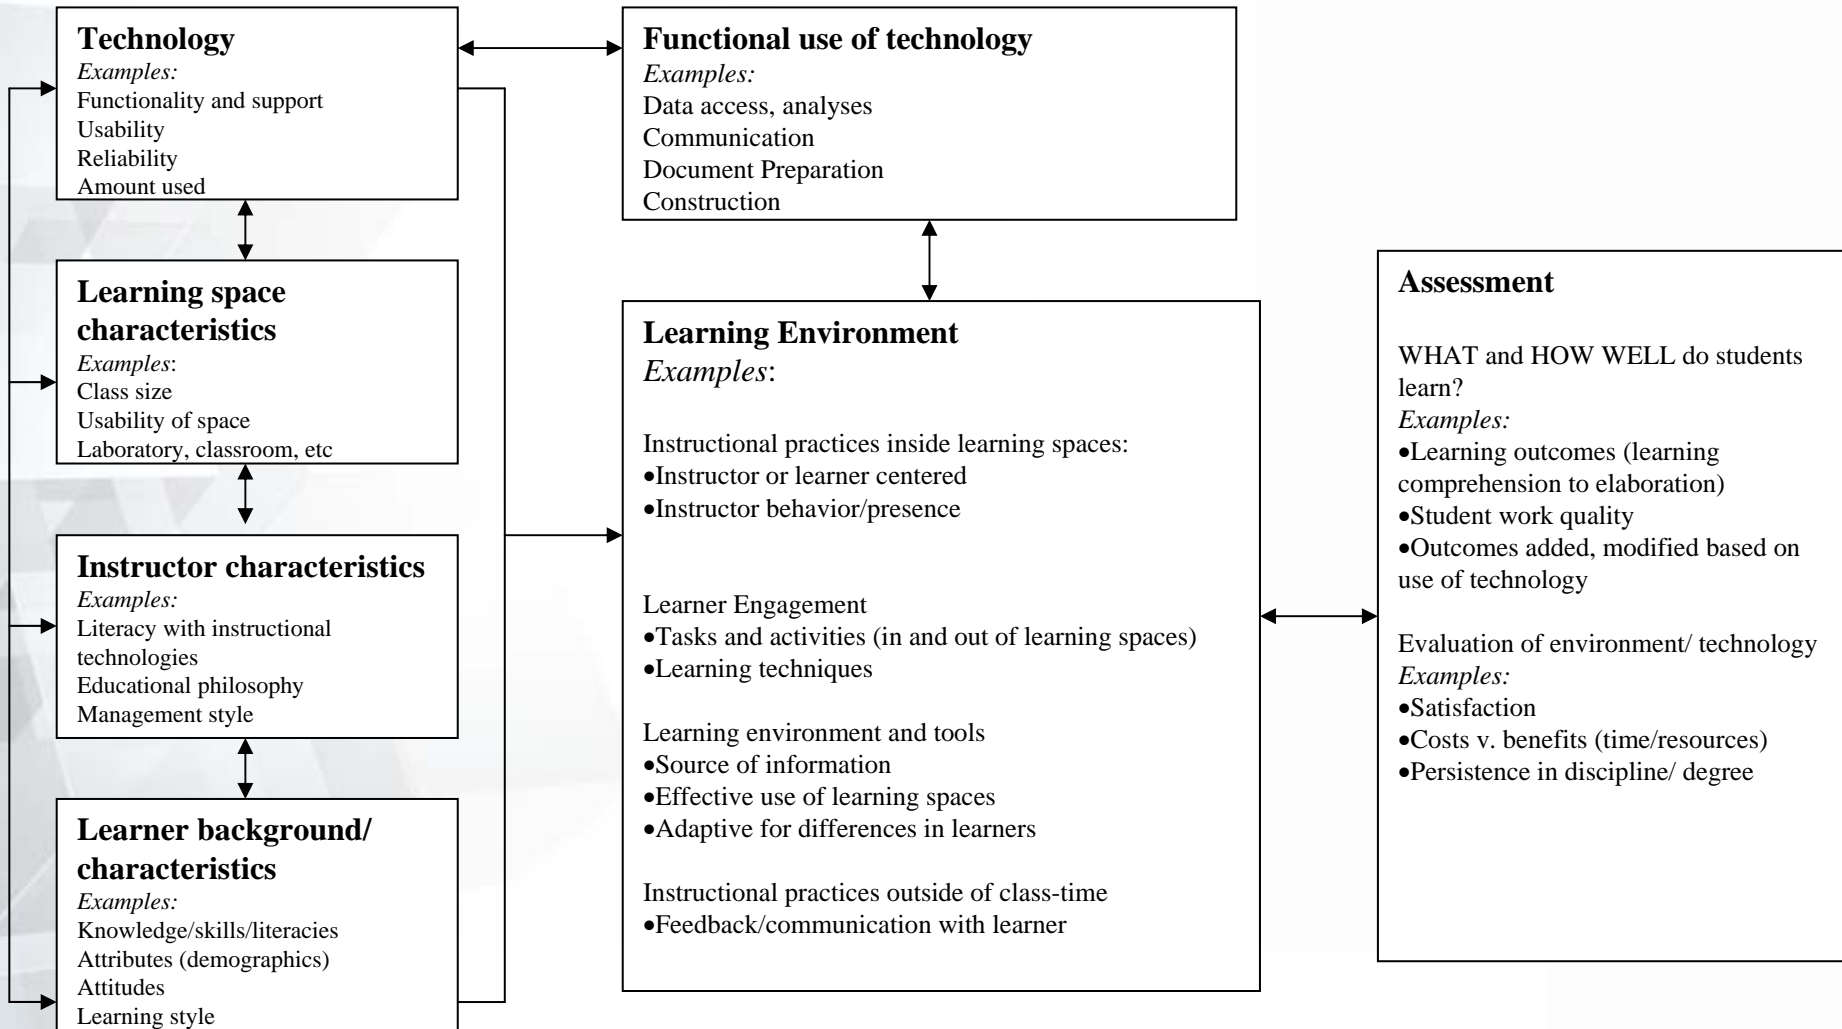 Technology
Examples:
Functionality and support
Usability
Reliability
Amount used
Functional use of technology
Examples:
Data access, analyses
Communication
Document Preparation
Construction
Learning space
characteristics
Examples:
Class size
Usability of space
Laboratory, classroom, etc
Instructor characteristics
Examples:
Literacy with instructional
technologies
Educational philosophy
Management style
Learner background/
characteristics
Examples:
Knowledge/skills/literacies
Attributes (demographics)
Attitudes
Learning style
Learning Environment
Examples:
Instructional practices inside learning spaces:
•Instructor or learner centered
•Instructor behavior/presence
Learner Engagement
•Tasks and activities (in and out of learning spaces)
•Learning techniques
Learning environment and tools
•Source of information
•Effective use of learning spaces
•Adaptive for differences in learners
Instructional practices outside of class-time
•Feedback/communication with learner
Assessment
WHAT and HOW WELL do students
learn?
Examples:
•Learning outcomes (learning
comprehension to elaboration)
•Student work quality
•Outcomes added, modified based on
use of technology
Evaluation of environment/ technology
Examples:
•Satisfaction
•Costs v. benefits (time/resources)
•Persistence in discipline/ degree